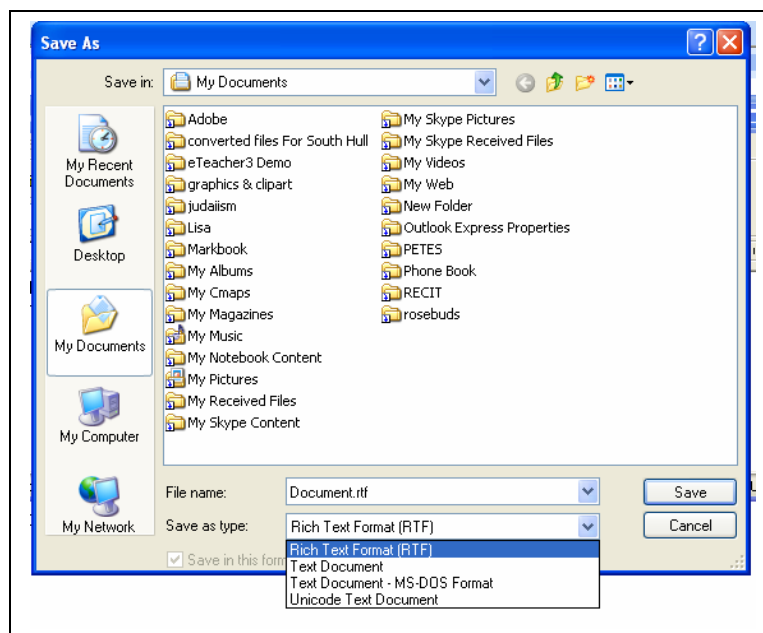 Save As
Save in:
My Documents
My Recent
Documents
Desktop
My Documents
My Computer
My Network
Adobe
converted files For South Hull
eTeacher3 Demo
graphics & clipart
judaiism
Lisa
Markbook
My Albums
My Cmaps
My Magazines
My Music
My Notebook Content
My Pictures
My Received Files
My Skype Content
My Skype Pictures
My Skype Received Files
My Videos
My Web
New Folder
Outlook Express Properties
PETES
Phone Book
RECIT
rosebuds
File name:
Document.rtf
Save
Save as type:
Rich Text Format (RTF)
Cancel
Save in this form
Rich Text Format (RTF)
Text Document
Text Document - MS-DOS Format
Unicode Text Document